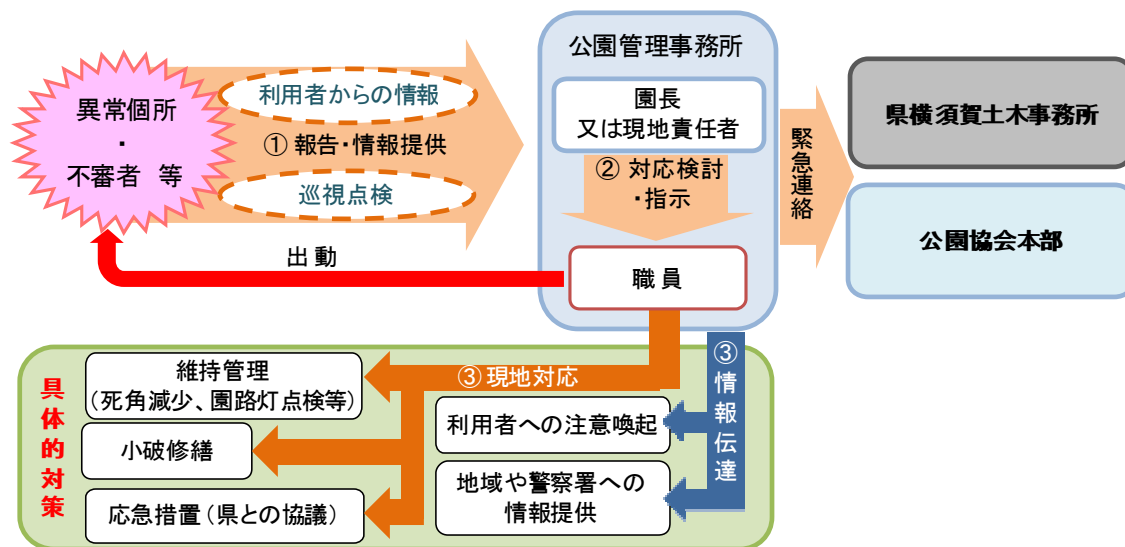 異常個所
・
不審者 等
利用者からの情報
① 報告・情報提供
巡視点検
出 動
公園管理事務所
園長
又は現地責任者
② 対応検討
・指示
職 員
緊急連絡
県横須賀土木事務所
公園協会本部
具体的対策
③ 現地対応
維持管理
(死角減少、園路灯点検等)
小破修繕
応急措置(県との協議)
③情報伝達
利用者への注意喚起
地域や警察署への
情報提供